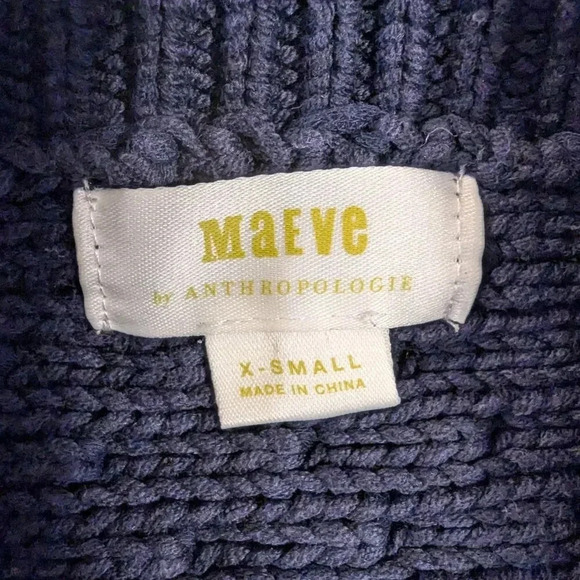 MaEVe
by ANTHROPOLOGIE
X-SMALL
MADE IN CHINA